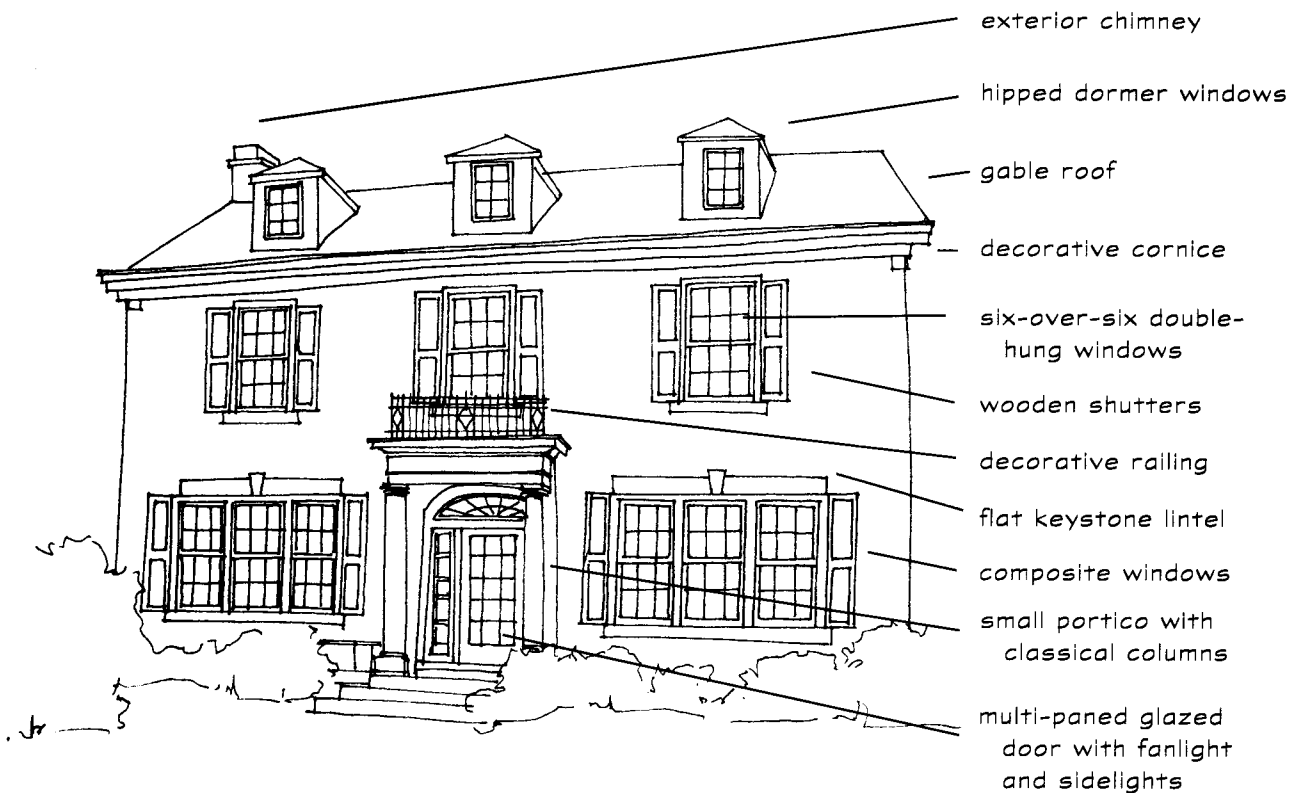 exterior chimney
hipped dormer windows
gable roof
decorative cornice
six-over-six double-
hung windows
wooden shutters
decorative railing
flat keystone lintel
composite windows
small portico with
classical columns
multi-paned glazed
door with fanlight
and sidelights